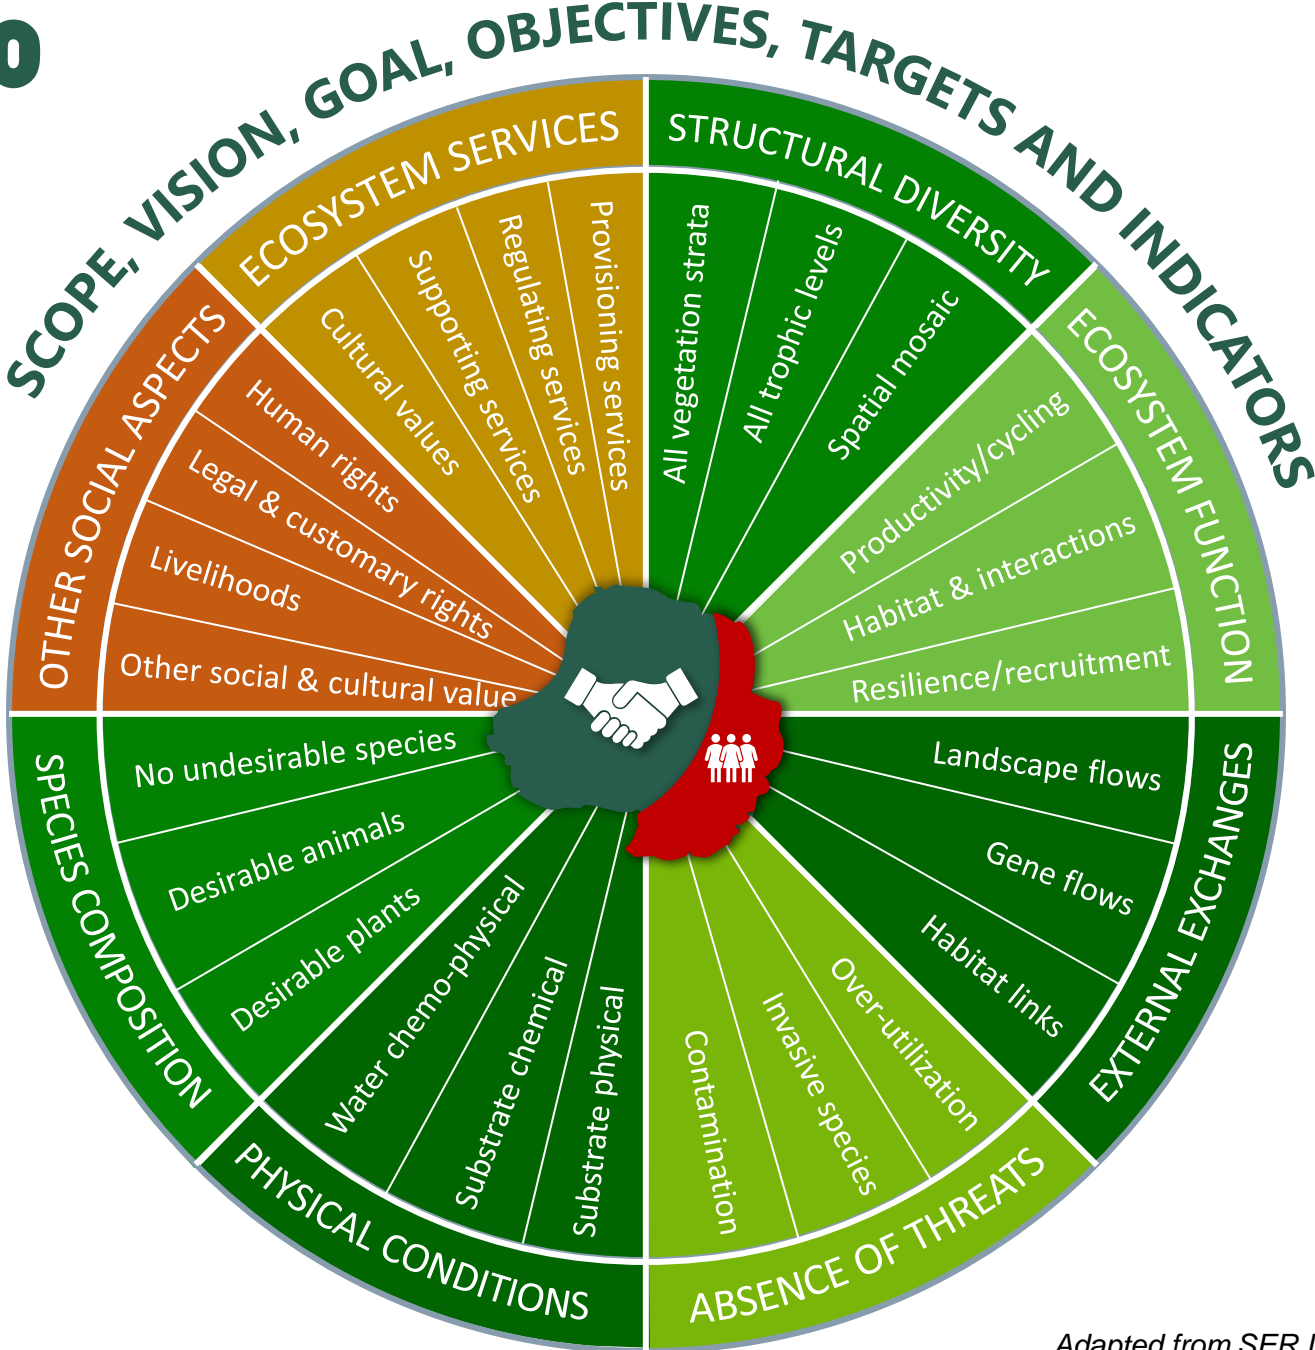 SCOPE, VISION, GOAL, OBJECTIVES, TARGETS AND INDICATORS
ECOSYSTEM SERVICES
Cultural values
Supporting services
Regulating services
Provisioning services
STRUCTURAL DIVERSITY
All vegetation strata
All trophic levels
Spatial mosaic
ECOSYSTEM FUNCTION
Productivity/cycling
Habitat & interactions
Resilience/recruitment
EXTERNAL EXCHANGES
Landscape flows
Gene flows
Habitat links
ABSENCE OF THREATS
Over-utilization
Invasive species
Contamination
PHYSICAL CONDITIONS
Substrate physical
Substrate chemical
Water chemo-physical
SPECIES COMPOSITION
Desirable plants
Desirable animals
No undesirable species
OTHER SOCIAL ASPECTS
Other social & cultural value
Livelihoods
Legal & customary rights
Human rights
Adapted from SER